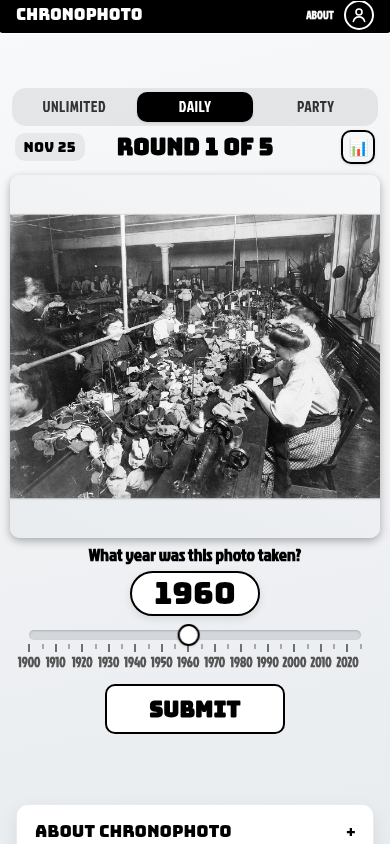 CHRONOPHOTO
ABOUT
UNLIMITED
DAILY
PARTY
NOV 25
ROUND 1 OF 5
What year was this photo taken?
1960
1900 1910 1920 1930 1940 1950 1960 1970 1980 1990 2000 2010 2020
SUBMIT
ABOUT CHRONOPHOTO
+